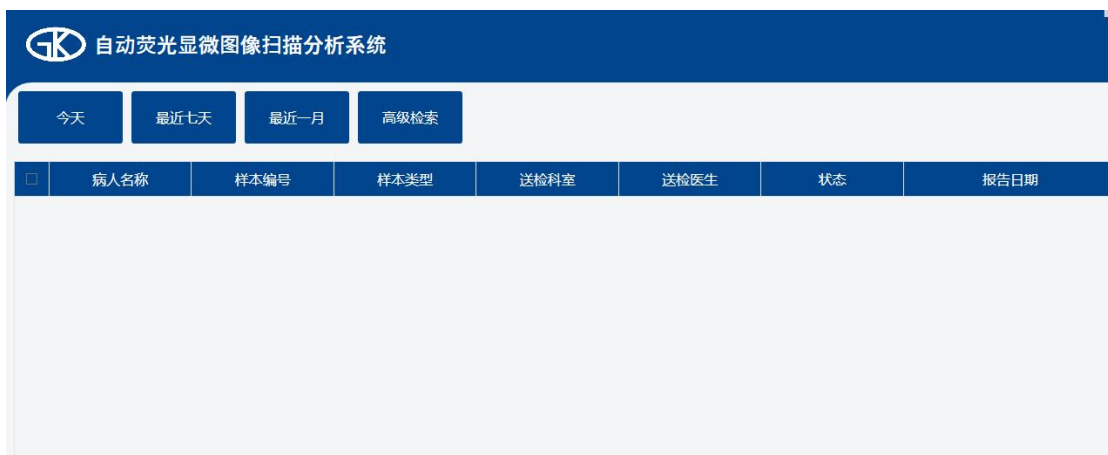 GK 自动荧光显微图像扫描分析系统
今天 最近七天 最近一月 高级检索
病人名称 样本编号 样本类型 送检科室 送检医生 状态 报告日期